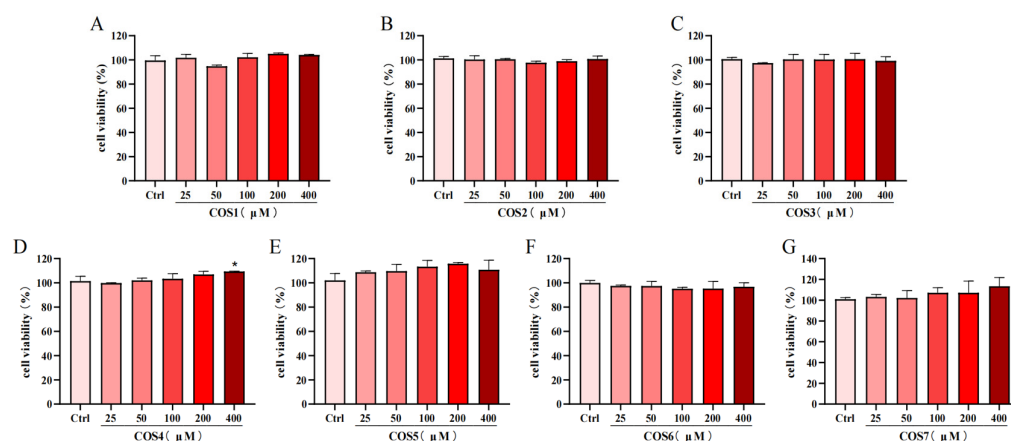 A
cell viability (%)
120
100
80
60
40
20
0
Ctrl 25 50 100 200 400
COS1( μM)
B
cell viability (%)
120
100
80
60
40
20
0
Ctrl 25 50 100 200 400
COS2( μM)
C
cell viability (%)
120
100
80
60
40
20
0
Ctrl 25 50 100 200 400
COS3( μM)
D
cell viability (%)
120
100
80
60
40
20
0
*
Ctrl 25 50 100 200 400
COS4( μM)
E
cell viability (%)
120
100
80
60
40
20
0
Ctrl 25 50 100 200 400
COS5( μM)
F
cell viability (%)
120
100
80
60
40
20
0
Ctrl 25 50 100 200 400
COS6( μM)
G
cell viability (%)
140
120
100
80
60
40
20
0
Ctrl 25 50 100 200 400
COS7( μM)